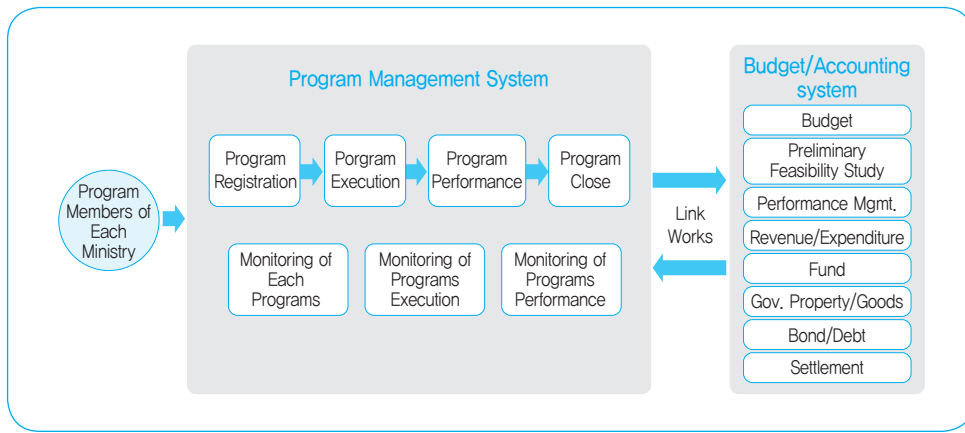 Program Management System
Budget/Accounting
system
Program
Members of
Each
Ministry
Program
Registration
Porgram
Execution
Program
Performance
Program
Close
Monitoring of
Each
Programs
Monitoring of
Programs
Execution
Monitoring of
Programs
Performance
Link
Works
Budget
Preliminary
Feasibility Study
Performance Mgmt.
Revenue/Expenditure
Fund
Gov. Property/Goods
Bond/Debt
Settlement